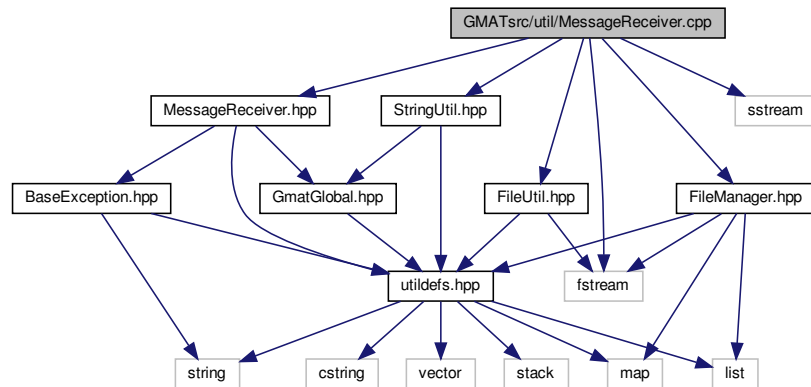 GMATsrc/util/MessageReceiver.cpp
MessageReceiver.hpp
StringUtil.hpp
sstream
BaseException.hpp
GmatGlobal.hpp
FileUtil.hpp
FileManager.hpp
utildefs.hpp
fstream
string
cstring
vector
stack
map
list